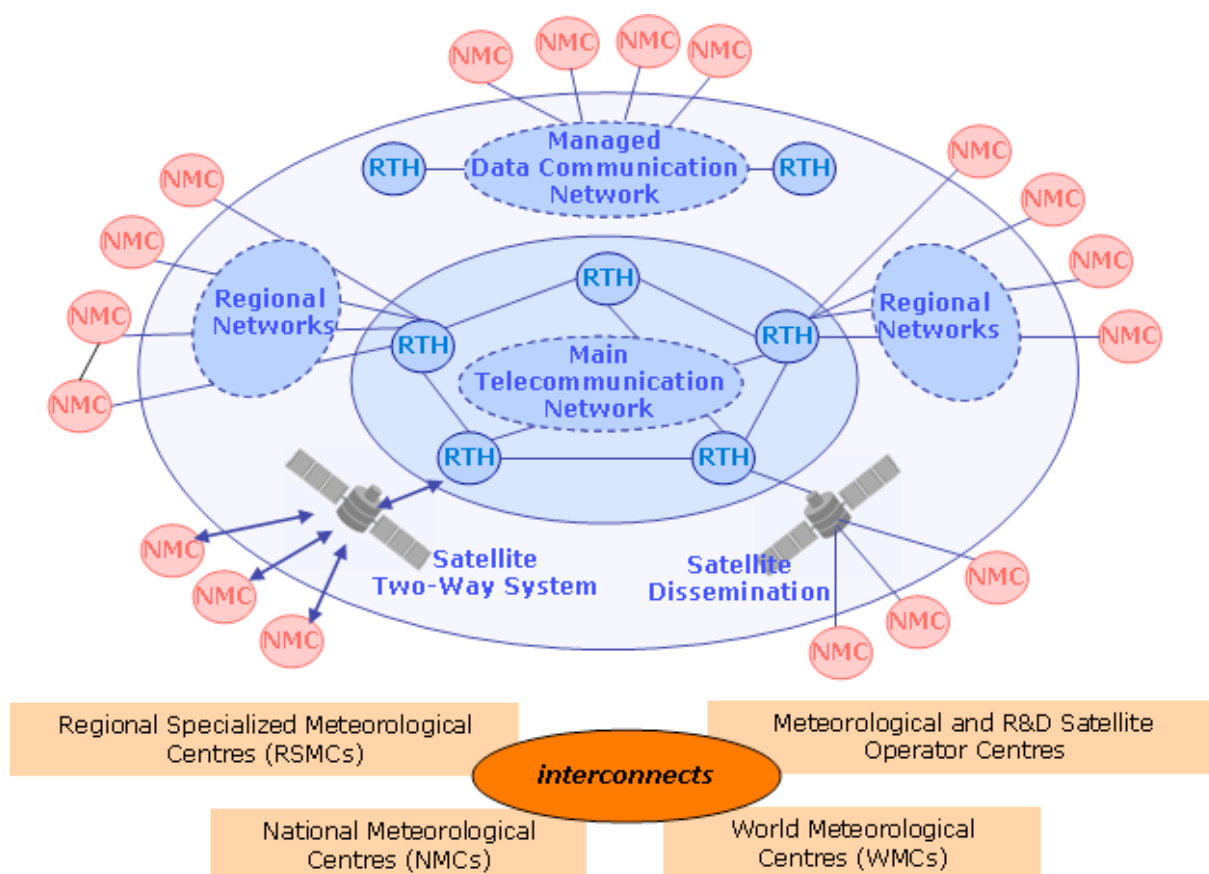 NMC
NMC
NMC
NMC
Managed
Data Communication
Network
RTH
RTH
NMC
NMC
NMC
NMC
NMC
NMC
NMC
NMC
Regional
Networks
RTH
RTH
RTH
Regional
Networks
Main
Telecommunication
Network
RTH
RTH
Satellite
Two-Way System
Satellite
Dissemination
NMC
NMC
NMC
NMC
NMC
NMC
Regional Specialized Meteorological
Centres (RSMCs)
Meteorological and R&D Satellite
Operator Centres
interconnects
National Meteorological
Centres (NMCs)
World Meteorological
Centres (WMCs)